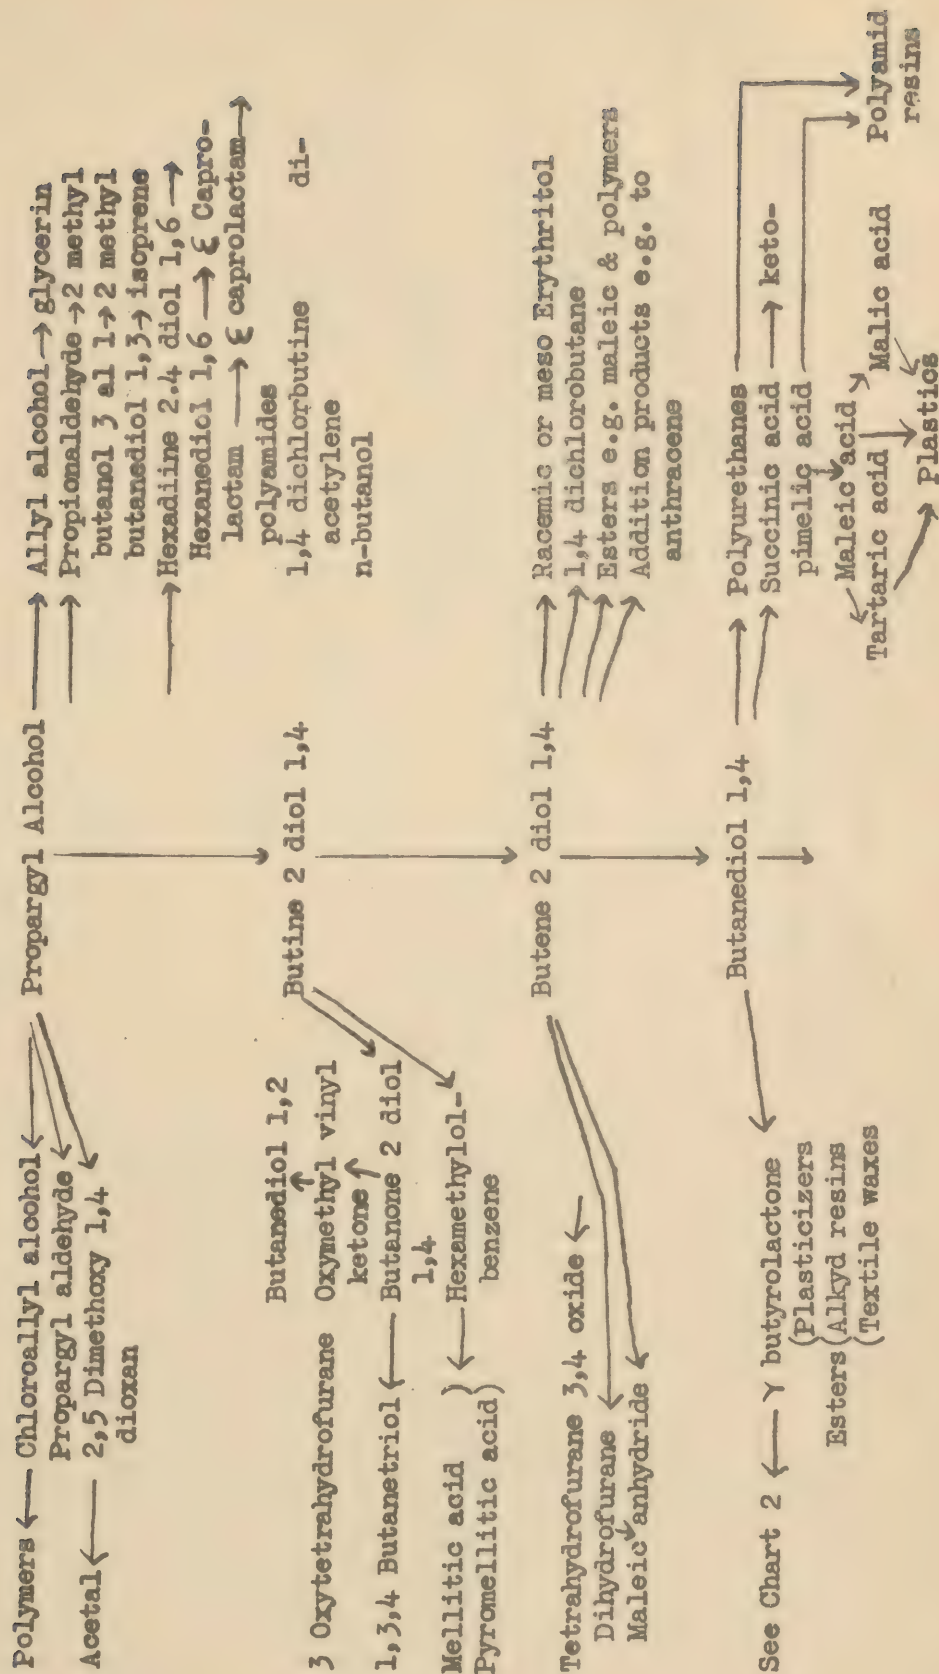 Polymers ← Chloroallyl alcohol ← Propargyl Alcohol → Allyl alcohol → glycerin
Propargyl aldehyde ← → Propionaldehyde → 2 methyl
Acetal ← 2,5 Dimethoxy 1,4 ← butanol 3 al 1 → 2 methyl
dioxan butanediol 1,3 → isoprene
→ Hexadiine 2.4 diol 1,6 →
Hexanediol 1,6 → ε Capro-
lactam → ε caprolactam →
polyamides
Butanediol 1,2
↑
3 Oxytetrahydrofurane Oxymethyl vinyl Butine 2 diol 1,4 1,4 dichlorbutine di-
ketone ↑ acetylene
1,3,4 Butanetriol ← Butanone 2 diol n-butanol
1,4
Mellitic acid ) ← Hexamethylol-
Pyromellitic acid) benzene
Tetrahydrofurane 3,4 oxide ← Butene 2 diol 1,4 → Racemic or meso Erythritol
Dihydrofurane ← → 1,4 dichlorobutane
Maleic anhydride ← → Esters e.g. maleic & polymers
→ Addition products e.g. to
anthracene
See Chart 2 ← γ butyrolactone ← Butanediol 1,4 → Polyurethanes
(Plasticizers → Succinic acid → keto-
Esters (Alkyd resins pimelic acid
(Textile waxes Maleic acid
Tartaric acid Malic acid Polyamid
Plastics resins